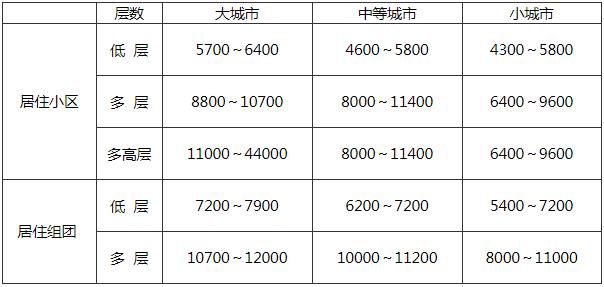 层数 大城市 中等城市 小城市
居住小区 低 层 5700～6400 4600～5800 4300～5800
多 层 8800～10700 8000～11400 6400～9600
多高层 11000～44000 8000～11400 6400～9600
居住组团 低 层 7200～7900 6200～7200 5400～7200
多 层 10700～12000 10000～11200 8000～11000